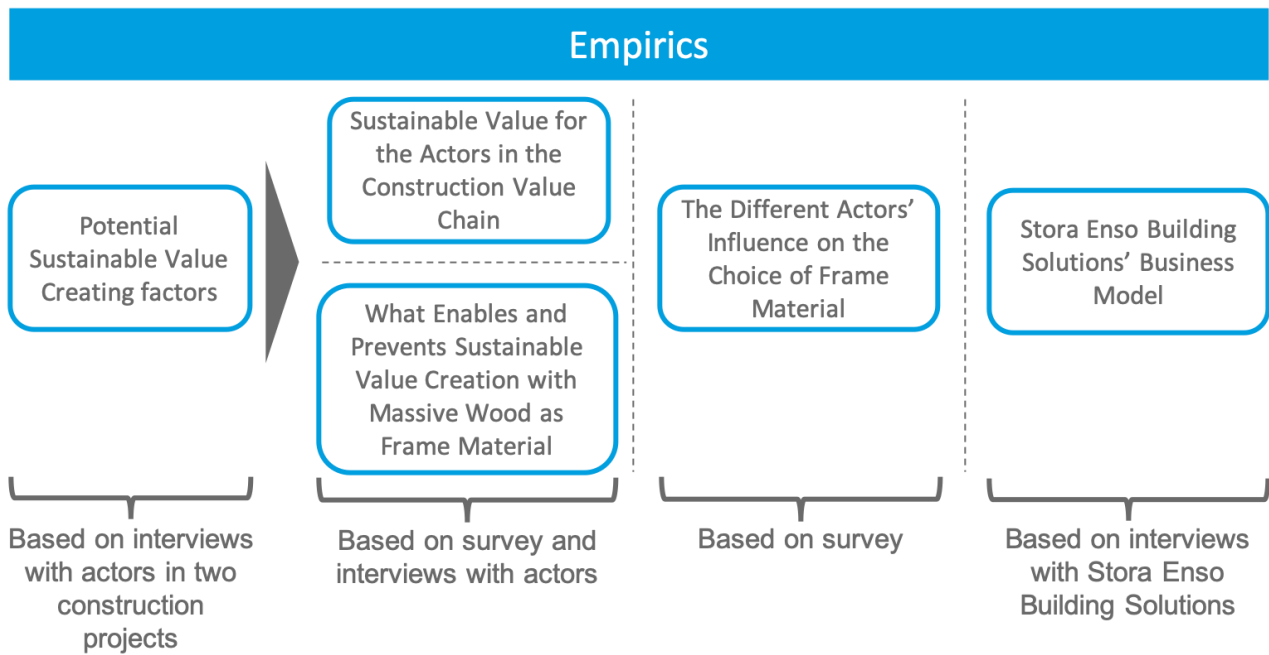 Empirics
Potential
Sustainable Value
Creating factors
Sustainable Value for
the Actors in the
Construction Value
Chain
What Enables and
Prevents Sustainable
Value Creation with
Massive Wood as
Frame Material
The Different Actors’
Influence on the
Choice of Frame
Material
Stora Enso Building
Solutions’ Business
Model
Based on interviews
with actors in two
construction
projects
Based on survey and
interviews with actors
Based on survey
Based on interviews
with Stora Enso
Building Solutions